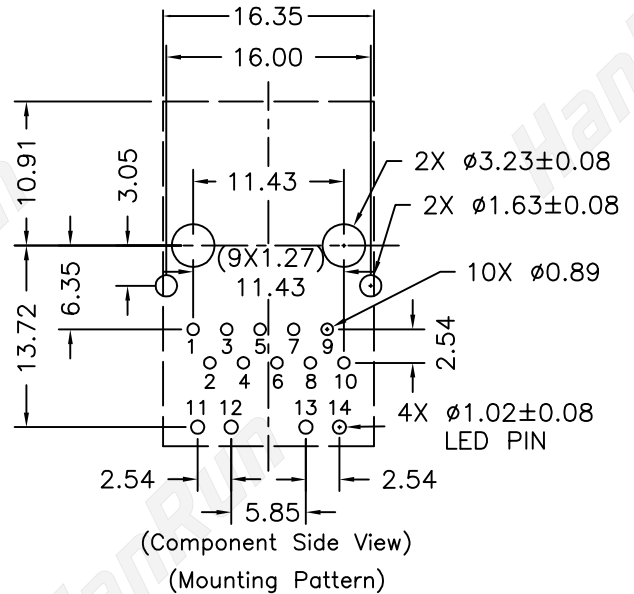 16.35
16.00
10.91
3.05
11.43
2X ø3.23±0.08
2X ø1.63±0.08
(9X1.27)
11.43
10X ø0.89
6.35
13.72
2.54
1 3 5 7 9
2 4 6 8 10
11 12 13 14
4X ø1.02±0.08
LED PIN
2.54
5.85
2.54
(Component Side View)
(Mounting Pattern)
HanRun